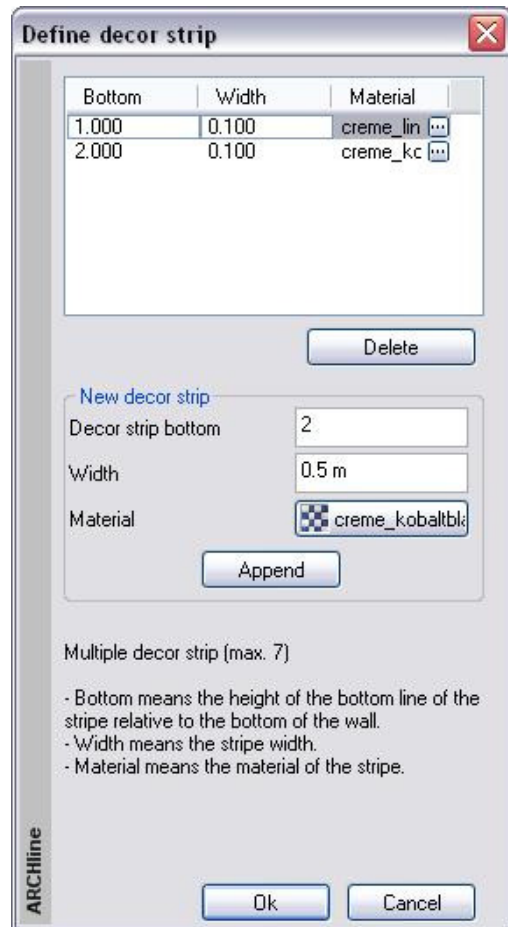 Define decor strip
Bottom Width Material
1.000 0.100 creme_lin ...
2.000 0.100 creme_kc ...
Delete
New decor strip
Decor strip bottom 2
Width 0.5 m
Material creme_kobaltbla
Append
Multiple decor strip (max. 7)
- Bottom means the height of the bottom line of the
stripe relative to the bottom of the wall.
- Width means the stripe width.
- Material means the material of the stripe.
ARCHline
Ok Cancel